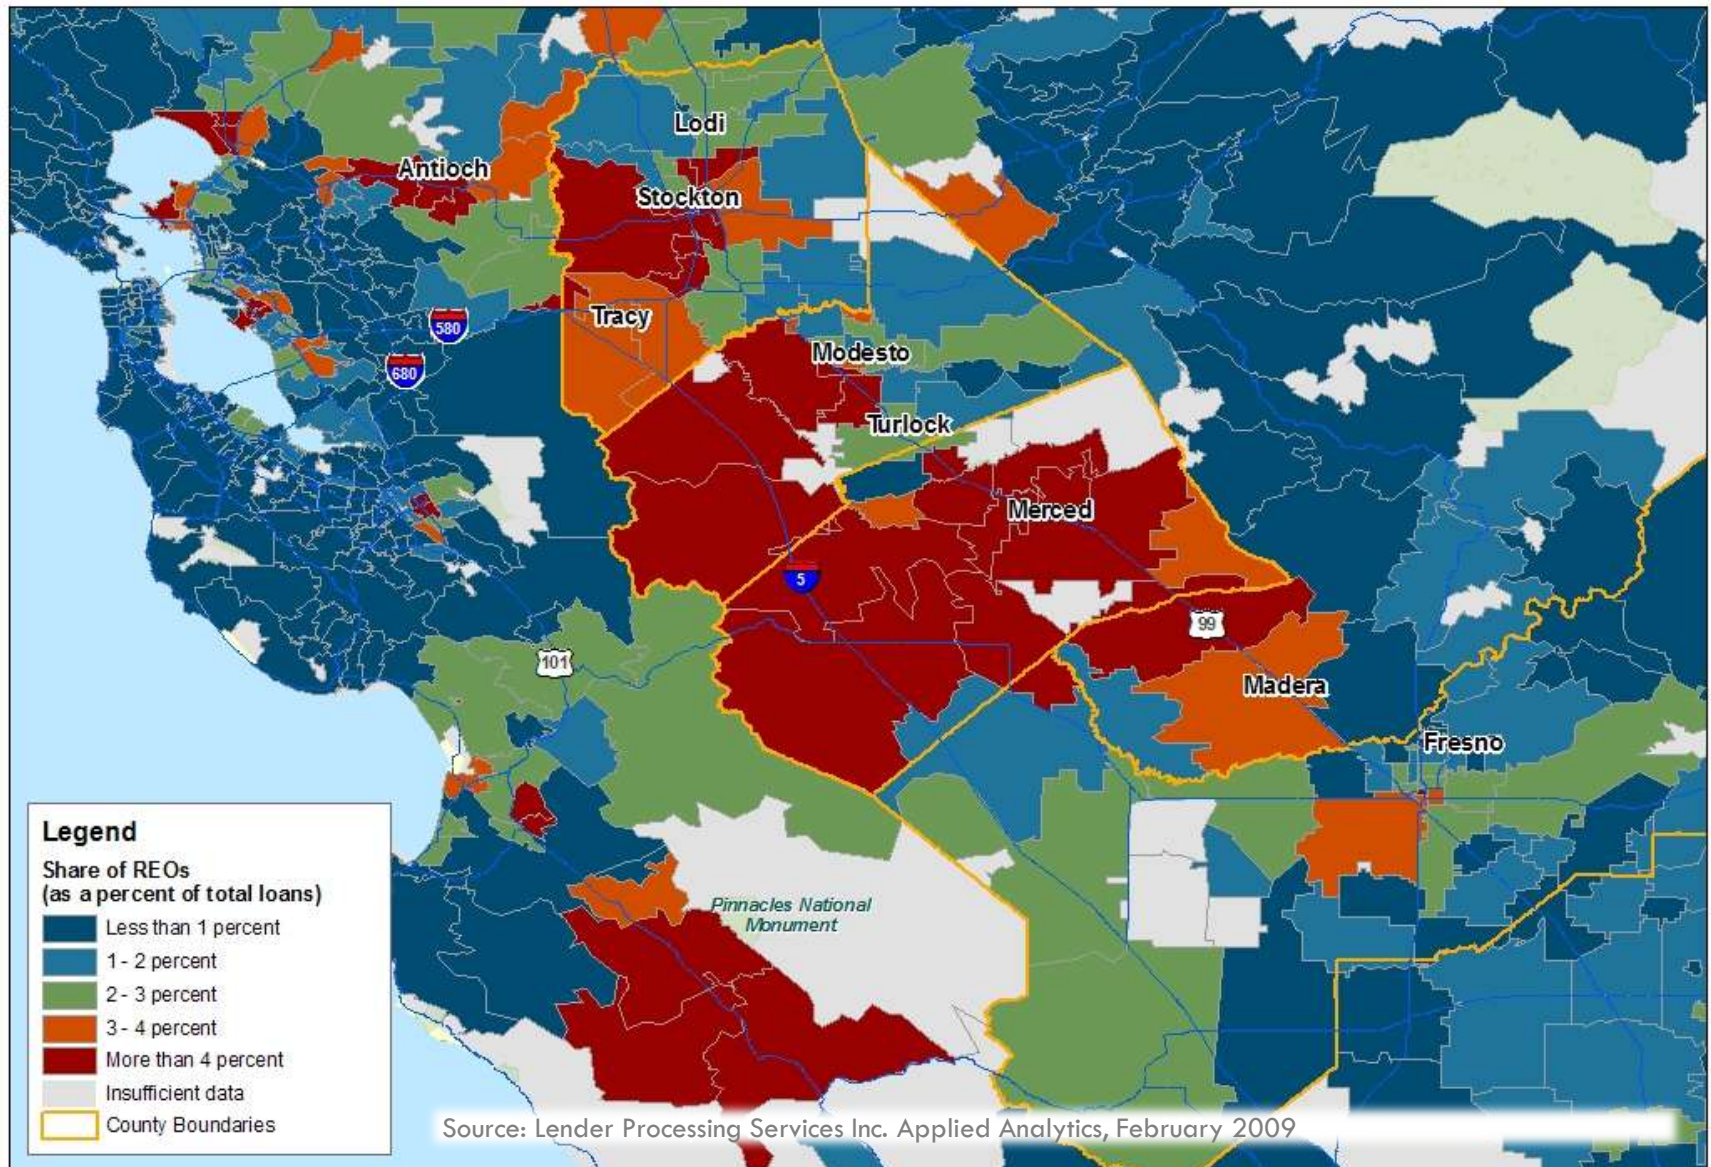 Lodi
Antioch
Stockton
Tracy
580
Modesto
680
Turlock
Merced
5
99
101
Madera
Fresno
Pinnacles National
Monument
Legend
Share of REOs
(as a percent of total loans)
Less than 1 percent
1 - 2 percent
2 - 3 percent
3 - 4 percent
More than 4 percent
Insufficient data
County Boundaries
Source: Lender Processing Services Inc. Applied Analytics, February 2009